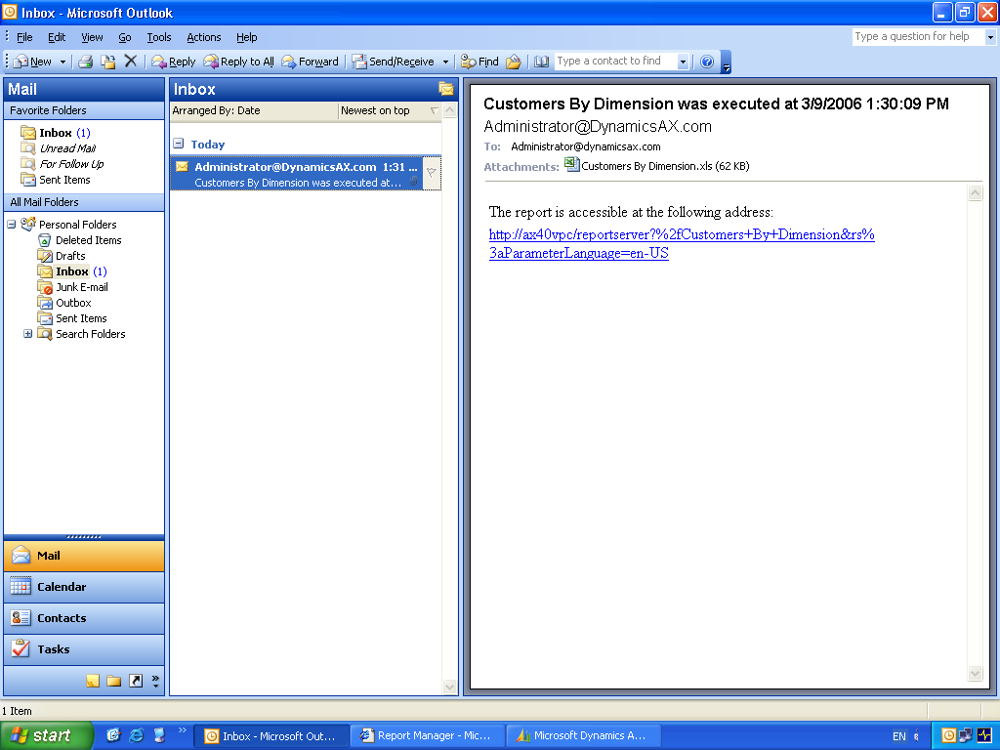 Inbox - Microsoft Outlook
File Edit View Go Tools Actions Help
Type a question for help
New Reply Reply to All Forward Send/Receive Find Type a contact to find
Mail
Favorite Folders
Inbox (1)
Unread Mail
For Follow Up
Sent Items
All Mail Folders
Personal Folders
Deleted Items
Drafts
Inbox (1)
Junk E-mail
Outbox
Sent Items
Search Folders
Mail
Calendar
Contacts
Tasks
Inbox
Arranged By: Date Newest on top
Today
Administrator@DynamicsAX.com 1:31 ...
Customers By Dimension was executed at...
Customers By Dimension was executed at 3/9/2006 1:30:09 PM
Administrator@DynamicsAX.com
To: Administrator@dynamicsax.com
Attachments: Customers By Dimension.xls (62 KB)
The report is accessible at the following address:
http://ax40vpc/reportserver?%2fCustomers+By+Dimension&rs%
3aParameterLanguage=en-US
1 Item
start Inbox - Microsoft Out... Report Manager - Mic... Microsoft Dynamics A... EN